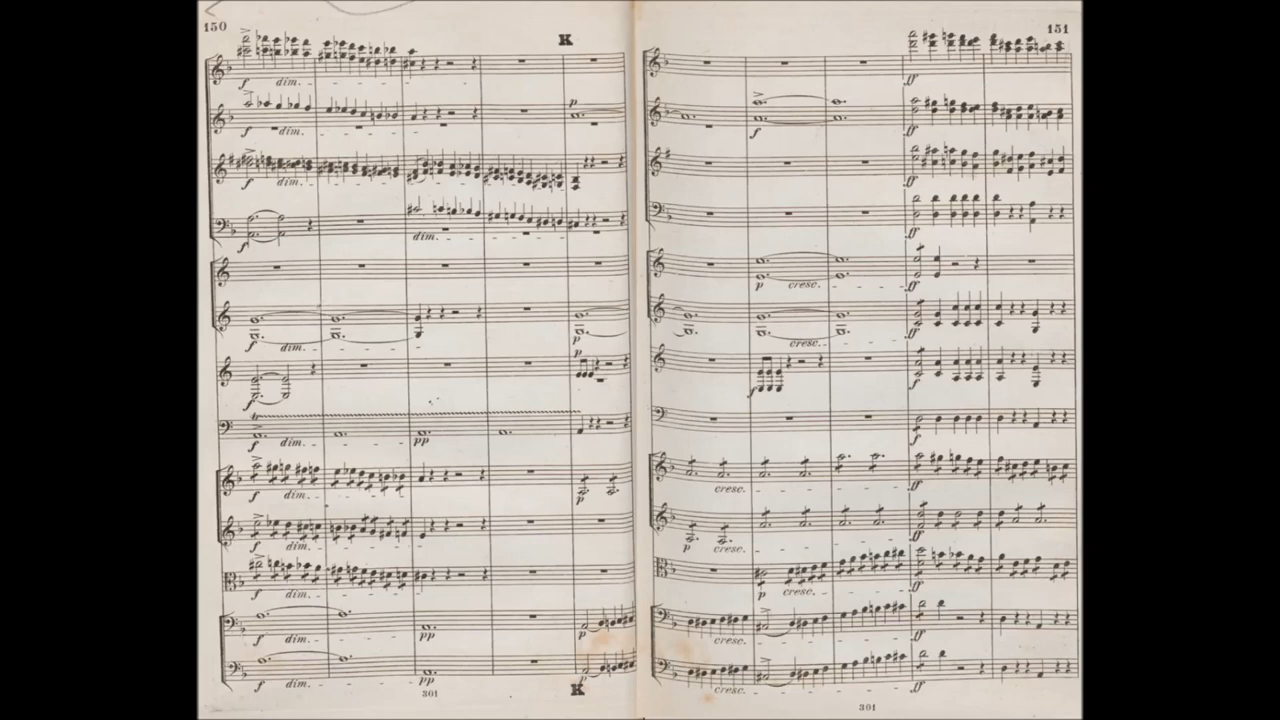 150
K
f dim.
f dim. p
f dim.
f dim.
f dim. p
p
f
f dim. pp
f dim. p
f dim.
f dim.
f dim. pp p
f dim. pp p
301
K
151
ff
f ff
ff
ff
p cresc. ff
cresc. ff
f f
f
cresc. ff
p cresc. ff
p cresc. ff
cresc. ff
cresc. ff
301